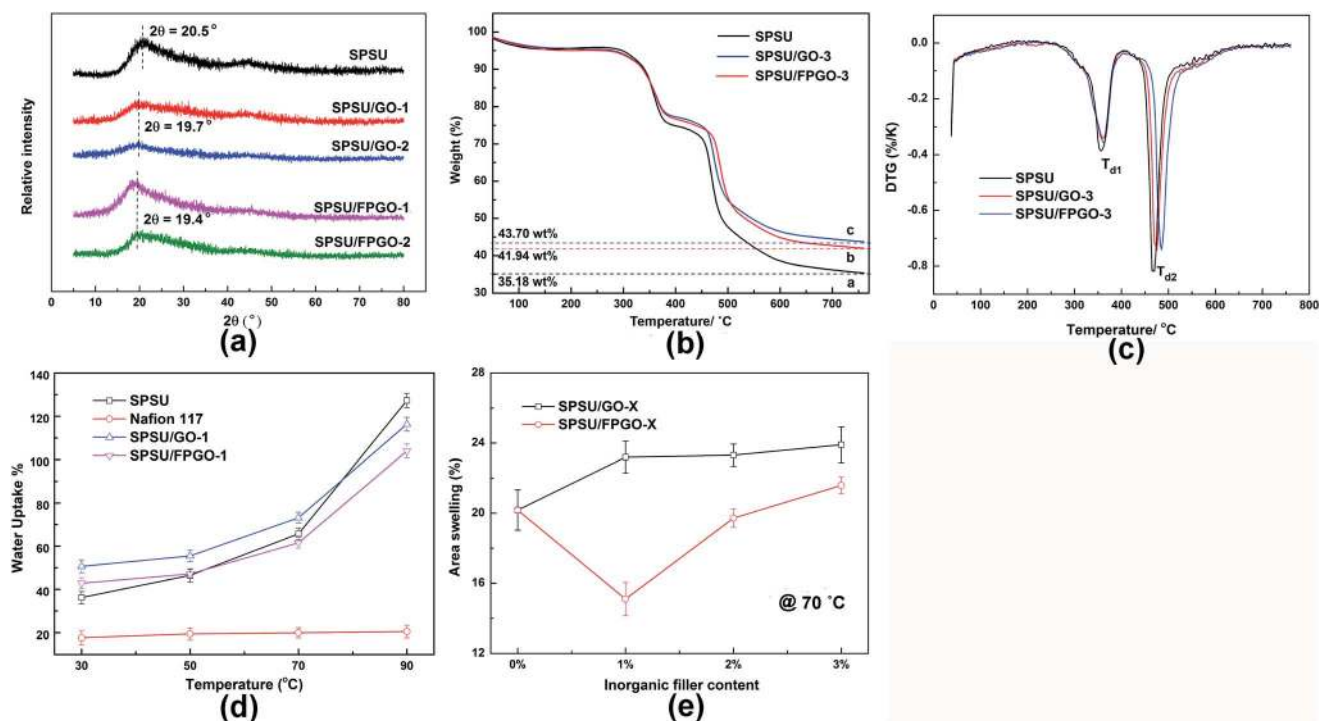 2θ = 20.5°
SPSU
SPSU/GO-1
2θ = 19.7°
SPSU/GO-2
SPSU/FPGO-1
2θ = 19.4°
SPSU/FPGO-2
Relative intensity
0 10 20 30 40 50 60 70 80
2θ (°)
(a)
100
90
80
70
60
50
40
30
Weight (%)
SPSU
SPSU/GO-3
SPSU/FPGO-3
43.70 wt%
c
41.94 wt%
b
35.18 wt%
a
100 200 300 400 500 600 700
Temperature/ °C
(b)
0.0
-0.2
-0.4
-0.6
-0.8
DTG (%/K)
Td1
SPSU
SPSU/GO-3
SPSU/FPGO-3
Td2
0 100 200 300 400 500 600 700 800
Temperature/ °C
(c)
140
120
100
80
60
40
20
Water Uptake %
SPSU
Nafion 117
SPSU/GO-1
SPSU/FPGO-1
30 50 70 90
Temperature (°C)
(d)
28
24
20
16
12
Area swelling (%)
SPSU/GO-X
SPSU/FPGO-X
@ 70 °C
0% 1% 2% 3%
Inorganic filler content
(e)